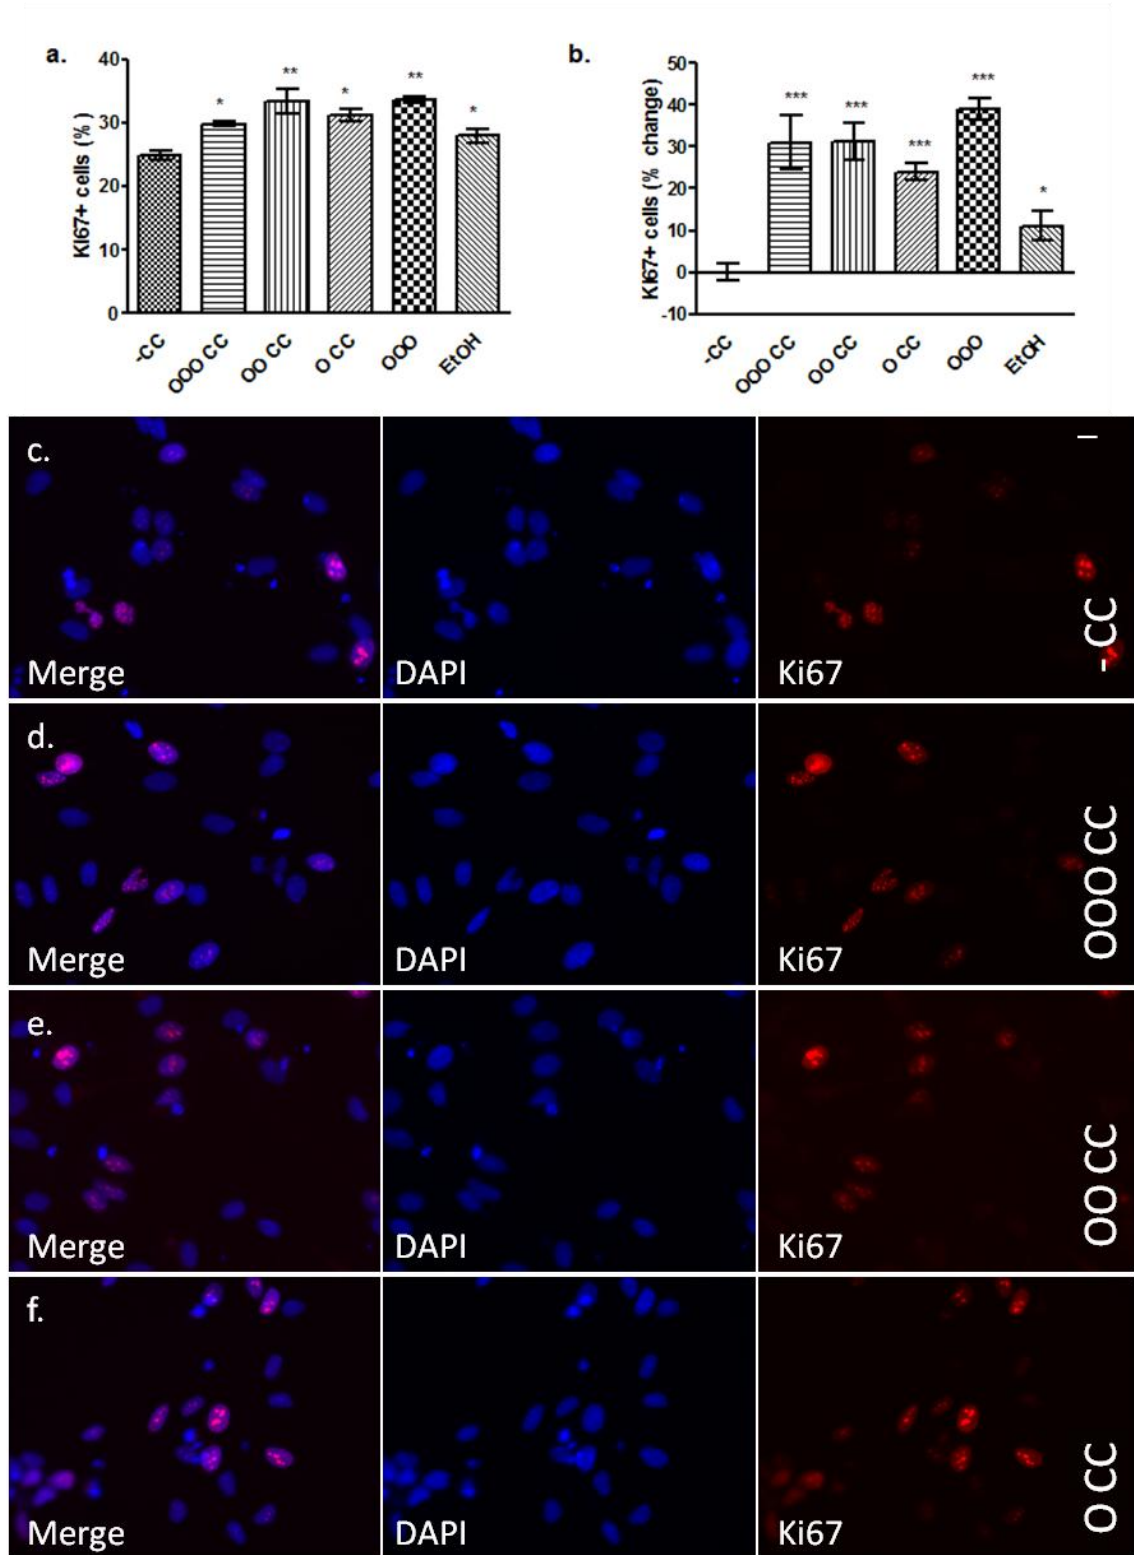 a.
Ki67+ cells (%)
40
30
20
10
0
*
**
*
**
*
-CC
OOO CC
OO CC
O CC
OOO
EtOH
b.
Ki67+ cells (% change)
50
40
30
20
10
0
-10
***
***
***
***
*
-CC
OOO CC
OO CC
O CC
OOO
EtOH
c.
Merge
DAPI
Ki67
- CC
d.
Merge
DAPI
Ki67
OOO CC
e.
Merge
DAPI
Ki67
OO CC
f.
Merge
DAPI
Ki67
O CC